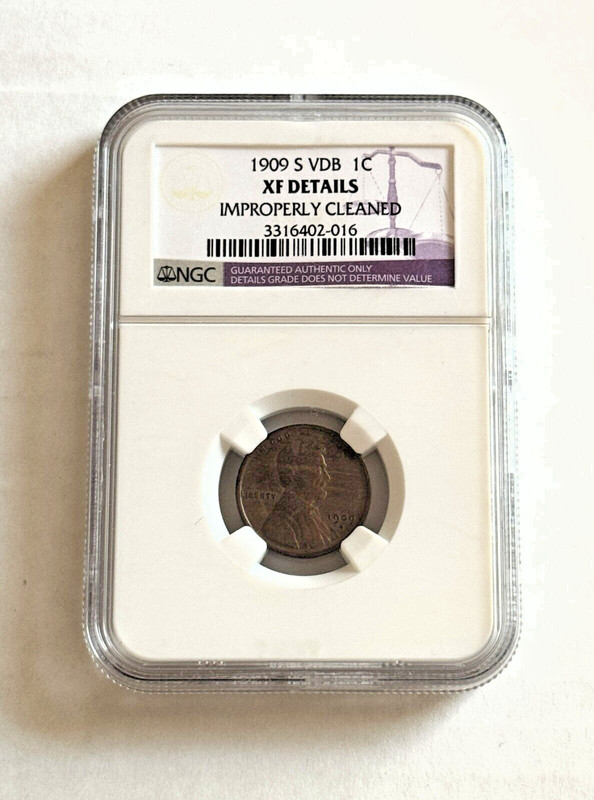 1909 S VDB 1C
XF DETAILS
IMPROPERLY CLEANED
3316402-016
NGC
GUARANTEED AUTHENTIC ONLY
DETAILS GRADE DOES NOT DETERMINE VALUE
LIBERTY
1909
S